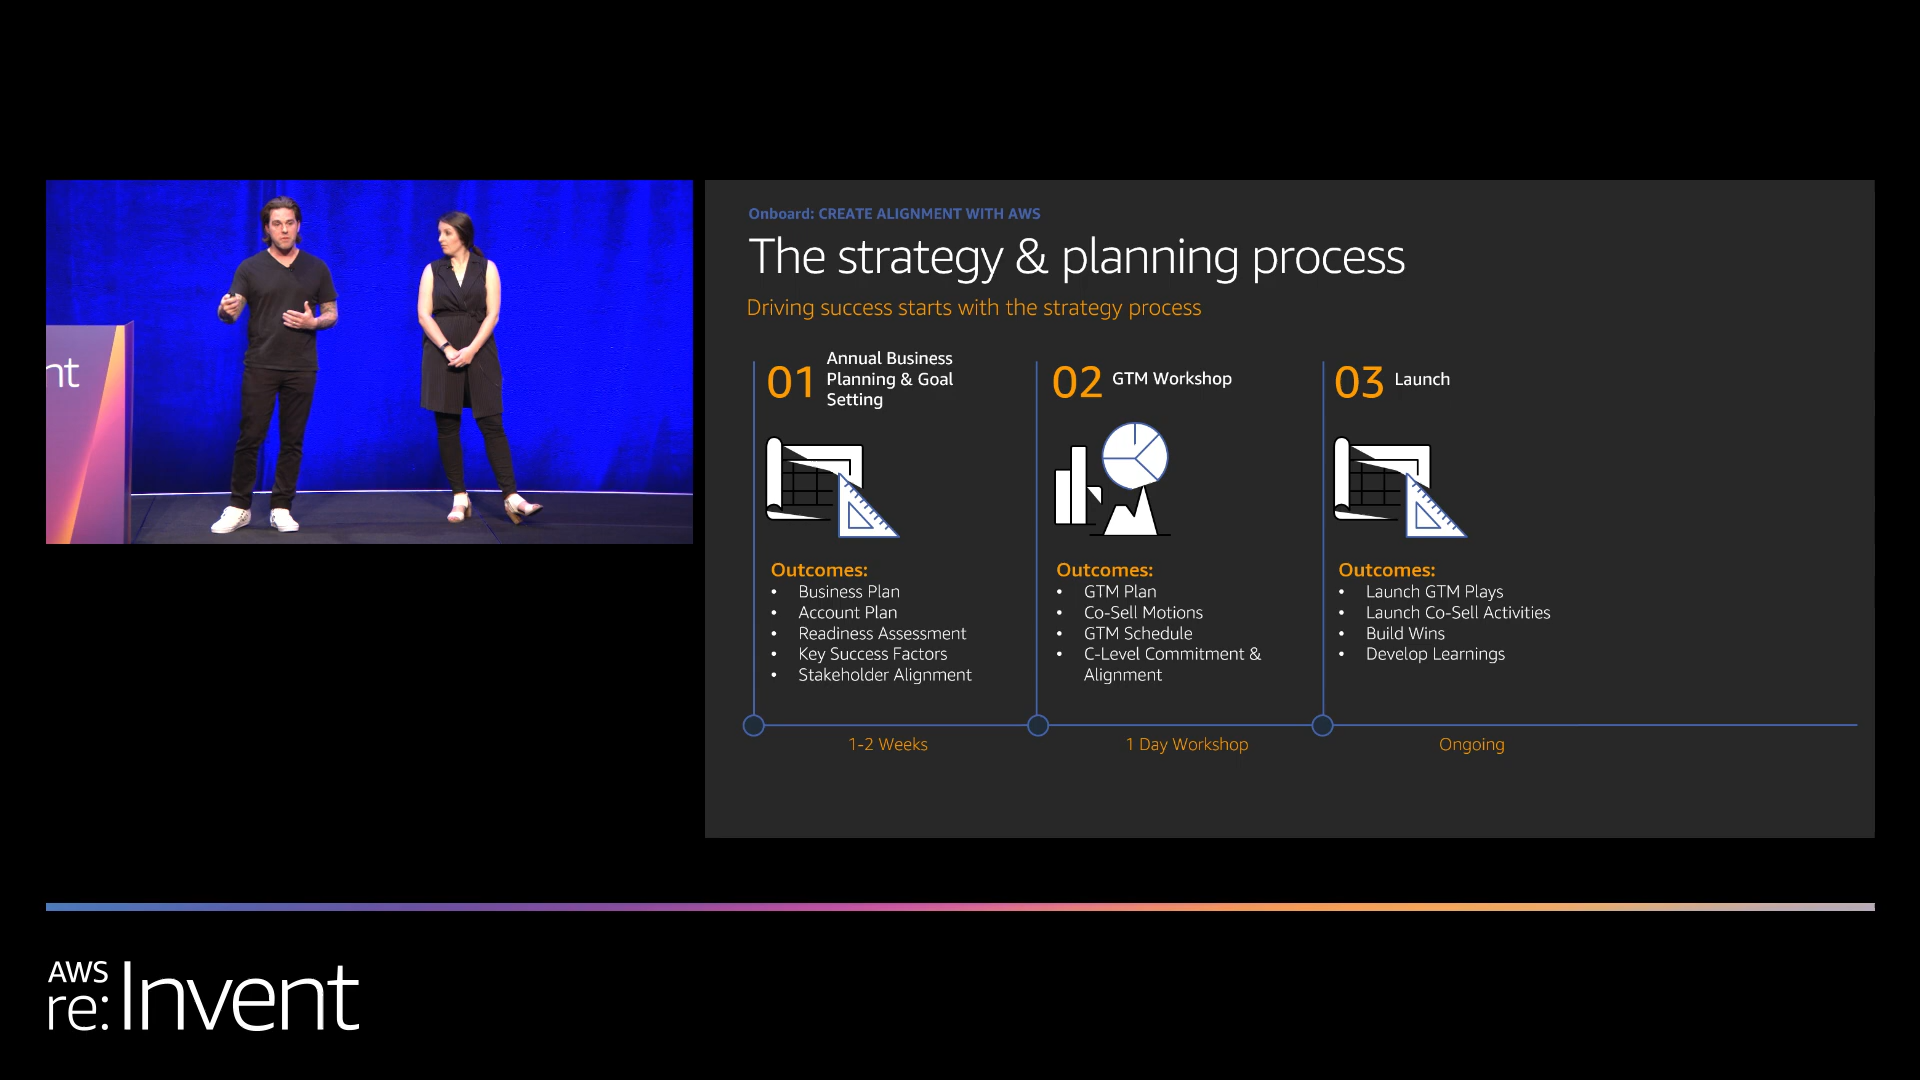 nt
Onboard: CREATE ALIGNMENT WITH AWS
The strategy & planning process
Driving success starts with the strategy process
01
Annual Business
Planning & Goal
Setting
Outcomes:
• Business Plan
• Account Plan
• Readiness Assessment
• Key Success Factors
• Stakeholder Alignment
1-2 Weeks
02
GTM Workshop
Outcomes:
• GTM Plan
• Co-Sell Motions
• GTM Schedule
• C-Level Commitment &
Alignment
1 Day Workshop
03
Launch
Outcomes:
• Launch GTM Plays
• Launch Co-Sell Activities
• Build Wins
• Develop Learnings
Ongoing
AWS
re:Invent